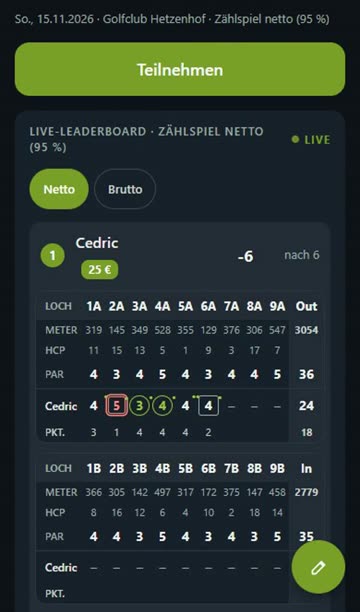 So., 15.11.2026 · Golfclub Hetzenhof · Zählspiel netto (95 %)
Teilnehmen
LIVE-LEADERBOARD · ZÄHLSPIEL NETTO
(95 %)
LIVE
Netto Brutto
1 Cedric -6 nach 6
25 €
LOCH 1A 2A 3A 4A 5A 6A 7A 8A 9A Out
METER 319 145 349 528 355 129 376 306 547 3054
HCP 11 15 13 5 1 9 3 17 7
PAR 4 3 4 5 4 3 4 4 5 36
Cedric 4 5 3 4 4 4 – – – 24
PKT. 3 1 4 4 4 2 18
LOCH 1B 2B 3B 4B 5B 6B 7B 8B 9B In
METER 366 305 142 497 317 172 375 147 458 2779
HCP 8 16 12 6 4 10 2 18 14
PAR 4 4 3 5 4 3 4 3 5 35
Cedric – – – – – – – – –
PKT.